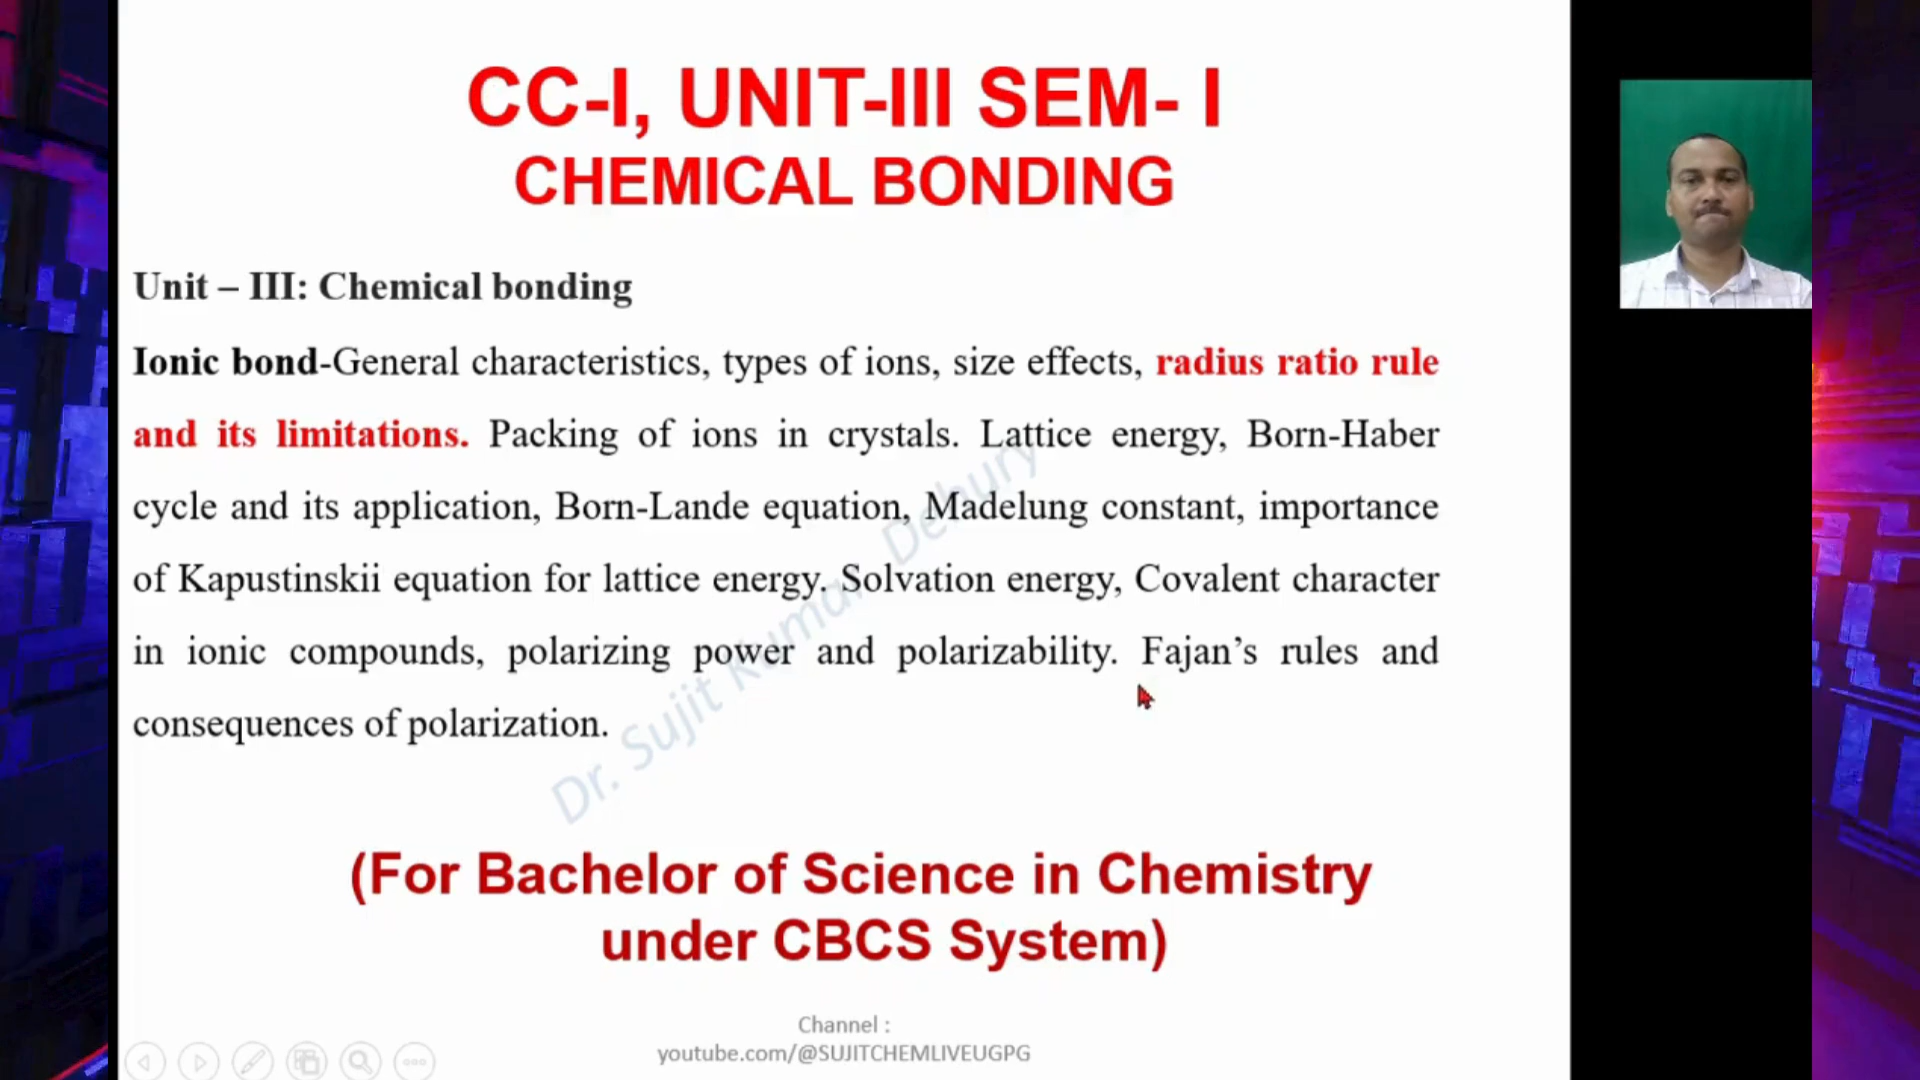 CC-I, UNIT-III SEM- I
CHEMICAL BONDING
Unit – III: Chemical bonding
Ionic bond-General characteristics, types of ions, size effects, radius ratio rule
and its limitations. Packing of ions in crystals. Lattice energy, Born-Haber
cycle and its application, Born-Lande equation, Madelung constant, importance
of Kapustinskii equation for lattice energy. Solvation energy, Covalent character
in ionic compounds, polarizing power and polarizability. Fajan’s rules and
consequences of polarization.
Dr. Sujit Kumar Dehury
(For Bachelor of Science in Chemistry
under CBCS System)
Channel :
youtube.com/@SUJITCHEMLIVEUGPG